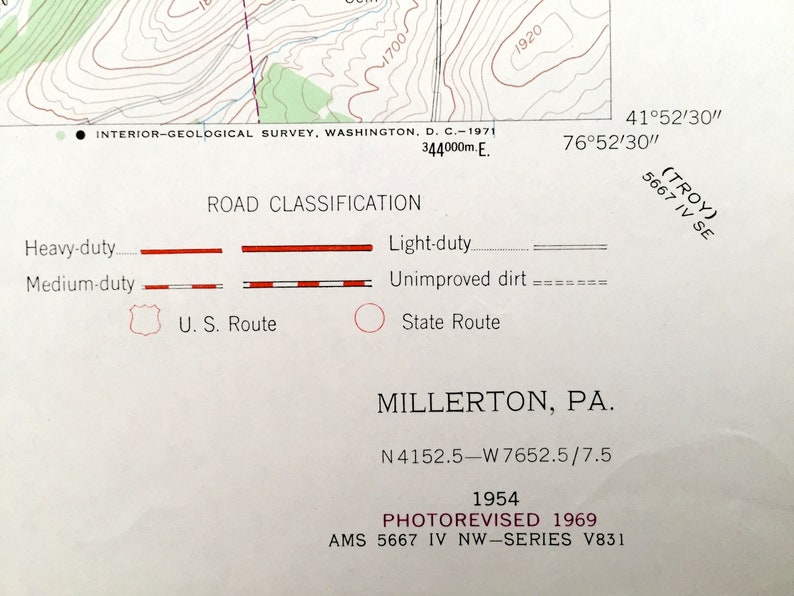 1700
1920
INTERIOR–GEOLOGICAL SURVEY, WASHINGTON, D. C.–1971
344000m.E.
41°52′30″
76°52′30″
(TROY)
5667 IV SE
ROAD CLASSIFICATION
Heavy-duty
Light-duty
Medium-duty
Unimproved dirt
U. S. Route
State Route
MILLERTON, PA.
N4152.5—W7652.5/7.5
1954
PHOTOREVISED 1969
AMS 5667 IV NW—SERIES V831